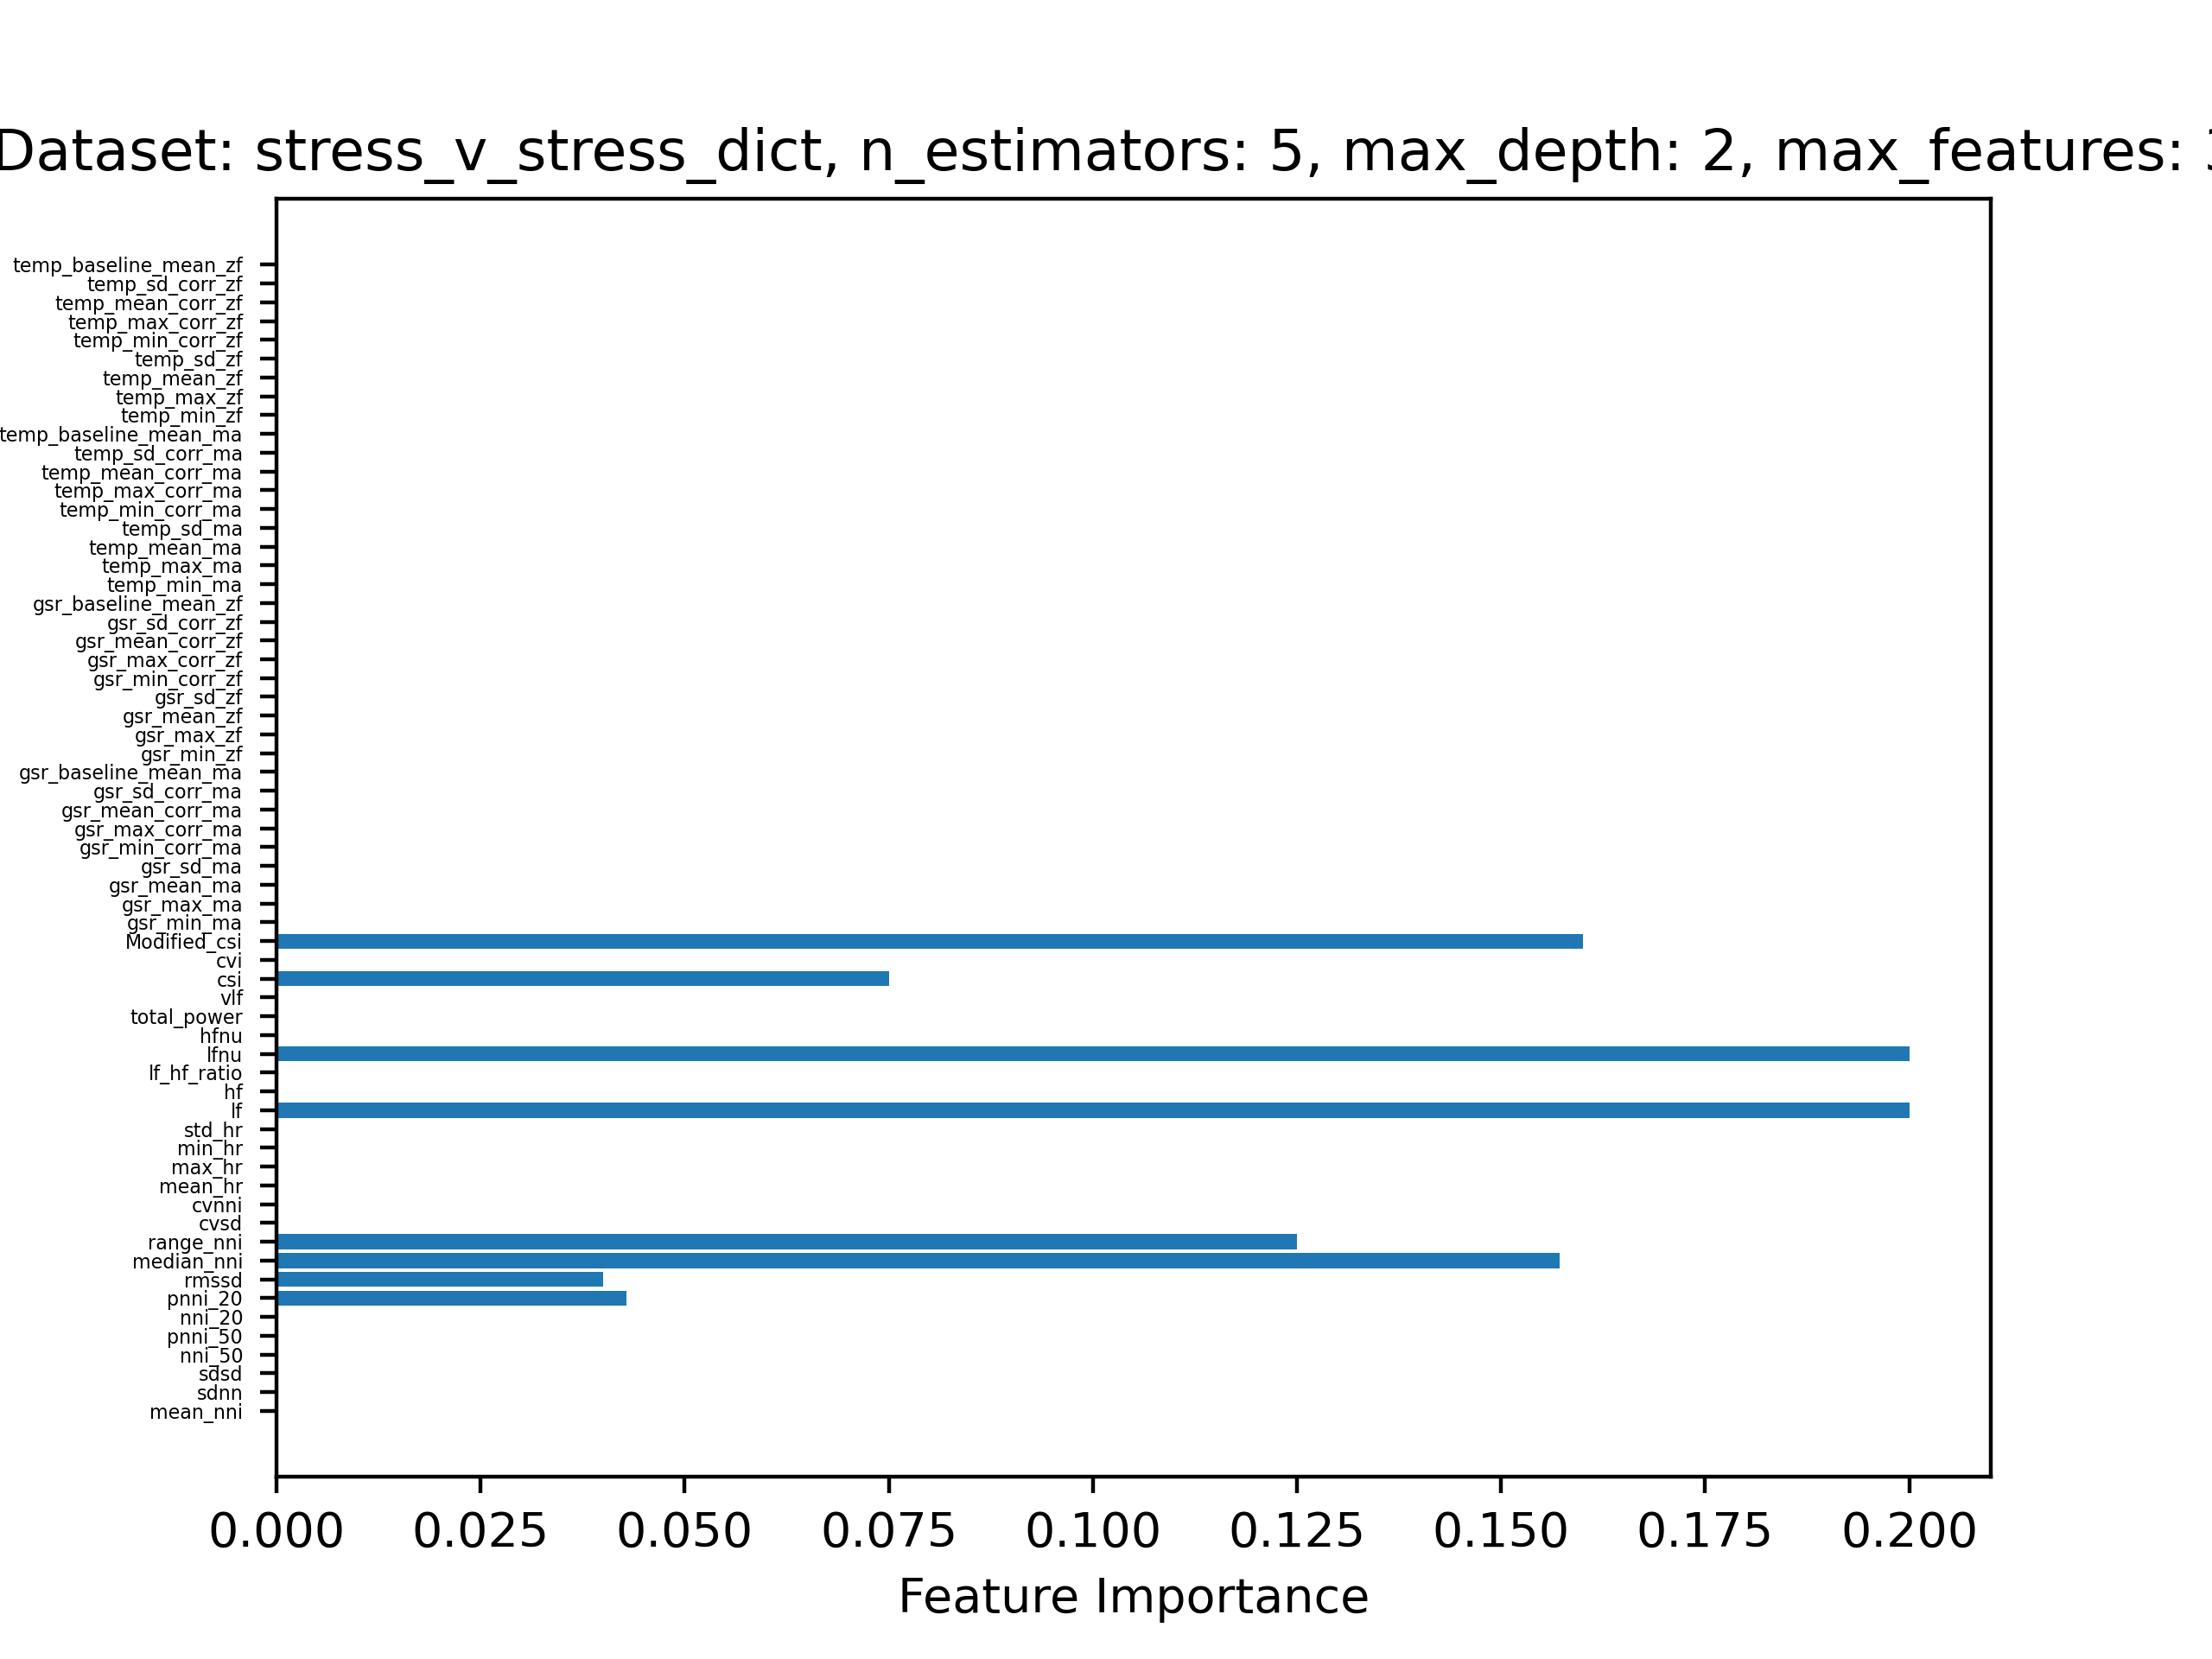 Dataset: stress_v_stress_dict, n_estimators: 5, max_depth: 2, max_features:
temp_baseline_mean_zf
temp_sd_corr_zf
temp_mean_corr_zf
temp_max_corr_zf
temp_min_corr_zf
temp_sd_zf
temp_mean_zf
temp_max_zf
temp_min_zf
temp_baseline_mean_ma
temp_sd_corr_ma
temp_mean_corr_ma
temp_max_corr_ma
temp_min_corr_ma
temp_sd_ma
temp_mean_ma
temp_max_ma
temp_min_ma
gsr_baseline_mean_zf
gsr_sd_corr_zf
gsr_mean_corr_zf
gsr_max_corr_zf
gsr_min_corr_zf
gsr_sd_zf
gsr_mean_zf
gsr_max_zf
gsr_min_zf
gsr_baseline_mean_ma
gsr_sd_corr_ma
gsr_mean_corr_ma
gsr_max_corr_ma
gsr_min_corr_ma
gsr_sd_ma
gsr_mean_ma
gsr_max_ma
gsr_min_ma
Modified_csi
cvi
csi
vlf
total_power
hfnu
lfnu
lf_hf_ratio
hf
lf
std_hr
min_hr
max_hr
mean_hr
cvnni
cvsd
range_nni
median_nni
rmssd
pnni_20
nni_20
pnni_50
nni_50
sdsd
sdnn
mean_nni
0.000 0.025 0.050 0.075 0.100 0.125 0.150 0.175 0.200
Feature Importance